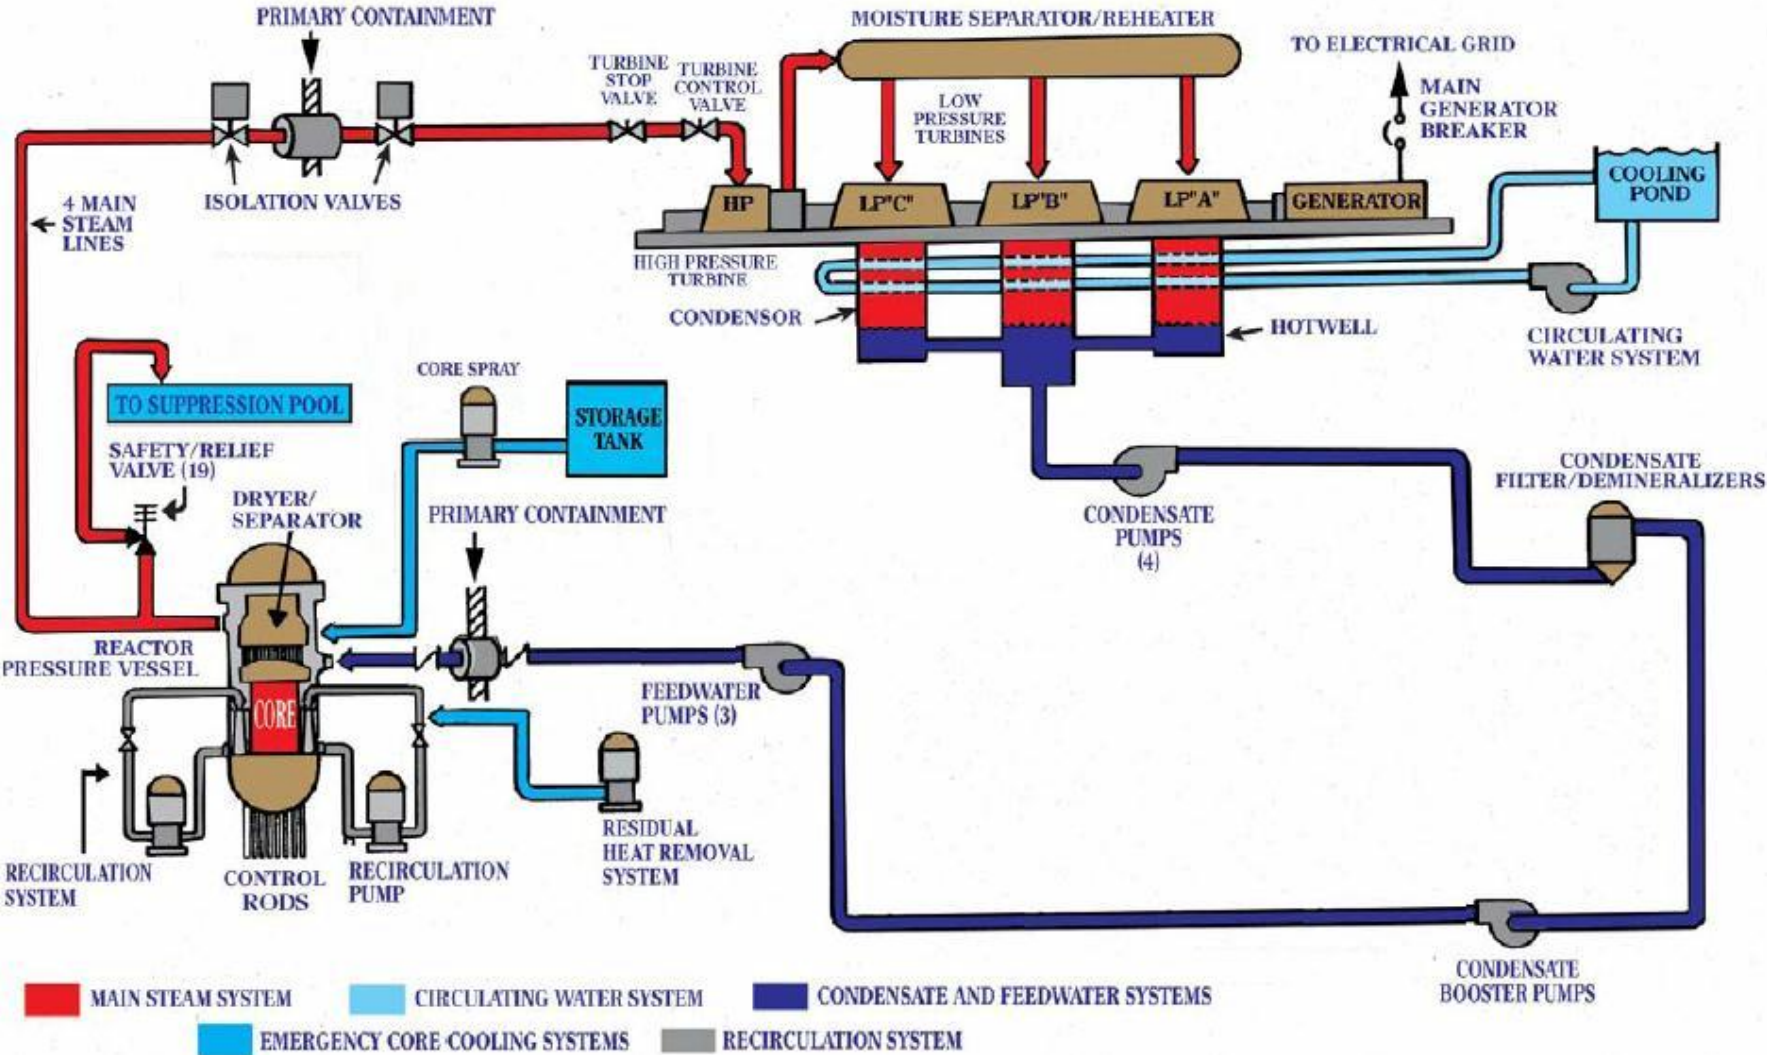 PRIMARY CONTAINMENT
MOISTURE SEPARATOR/REHEATER
TO ELECTRICAL GRID
TURBINE
STOP
VALVE
TURBINE
CONTROL
VALVE
LOW
PRESSURE
TURBINES
MAIN
GENERATOR
BREAKER
4 MAIN
STEAM
LINES
ISOLATION VALVES
HP
LP"C"
LP"B"
LP"A"
GENERATOR
COOLING
POND
HIGH PRESSURE
TURBINE
CONDENSOR
HOTWELL
CIRCULATING
WATER SYSTEM
TO SUPPRESSION POOL
CORE SPRAY
STORAGE
TANK
SAFETY/RELIEF
VALVE (19)
DRYER/
SEPARATOR
PRIMARY CONTAINMENT
CONDENSATE
PUMPS
(4)
CONDENSATE
FILTER/DEMINERALIZERS
REACTOR
PRESSURE VESSEL
CORE
FEEDWATER
PUMPS (3)
RECIRCULATION
SYSTEM
CONTROL
RODS
RECIRCULATION
PUMP
RESIDUAL
HEAT REMOVAL
SYSTEM
CONDENSATE
BOOSTER PUMPS
MAIN STEAM SYSTEM
CIRCULATING WATER SYSTEM
CONDENSATE AND FEEDWATER SYSTEMS
EMERGENCY CORE COOLING SYSTEMS
RECIRCULATION SYSTEM